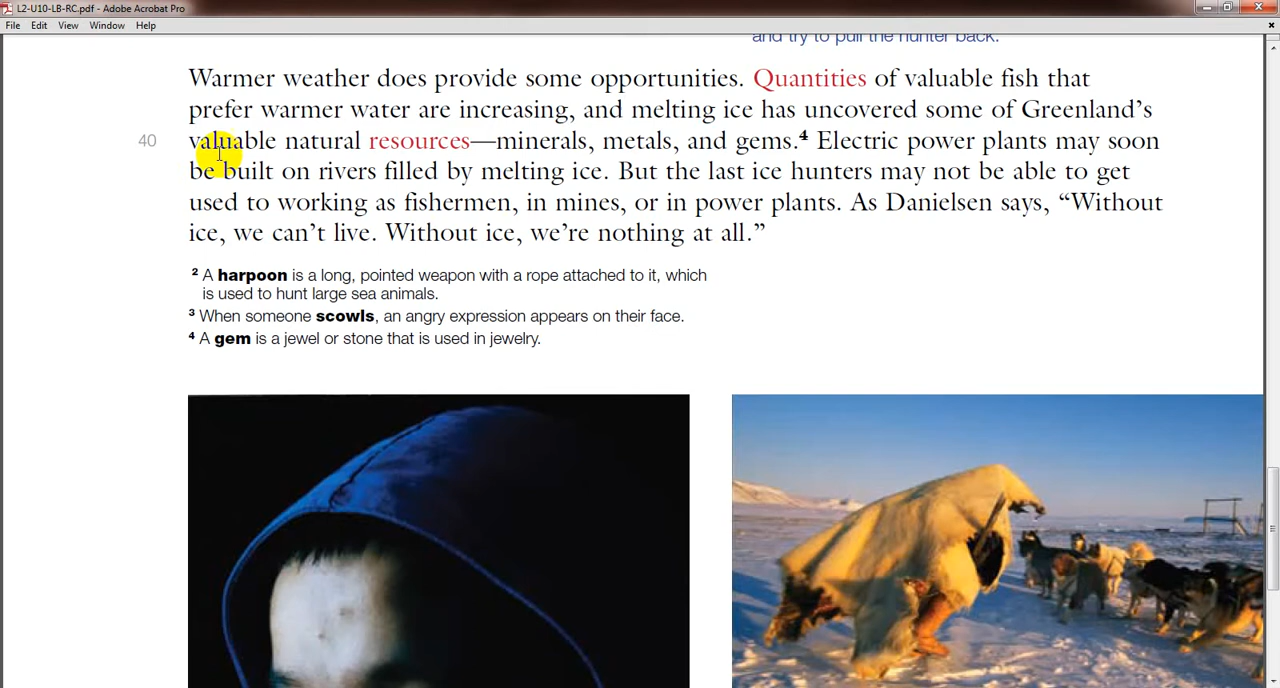 L2-U10-LB-RC.pdf - Adobe Acrobat Pro
File Edit View Window Help
and try to pull the hunter back.
Warmer weather does provide some opportunities. Quantities of valuable fish that
prefer warmer water are increasing, and melting ice has uncovered some of Greenland’s
40 valuable natural resources—minerals, metals, and gems.⁴ Electric power plants may soon
be built on rivers filled by melting ice. But the last ice hunters may not be able to get
used to working as fishermen, in mines, or in power plants. As Danielsen says, “Without
ice, we can’t live. Without ice, we’re nothing at all.”
² A harpoon is a long, pointed weapon with a rope attached to it, which
is used to hunt large sea animals.
³ When someone scowls, an angry expression appears on their face.
⁴ A gem is a jewel or stone that is used in jewelry.